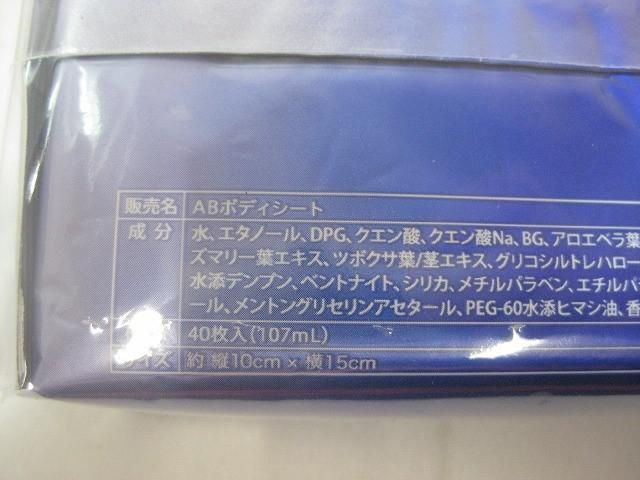 販売名 ABボディシート
成分 水、エタノール、DPG、クエン酸、クエン酸Na、BG、アロエベラ葉
ズマリー葉エキス、ツボクサ葉/茎エキス、グリコシルトレハロー
水添デンプン、ベントナイト、シリカ、メチルパラベン、エチルパラ
ール、メントングリセリンアセタール、PEG-60水添ヒマシ油、香
40枚入(107mL)
サイズ 約 縦10cm × 横15cm